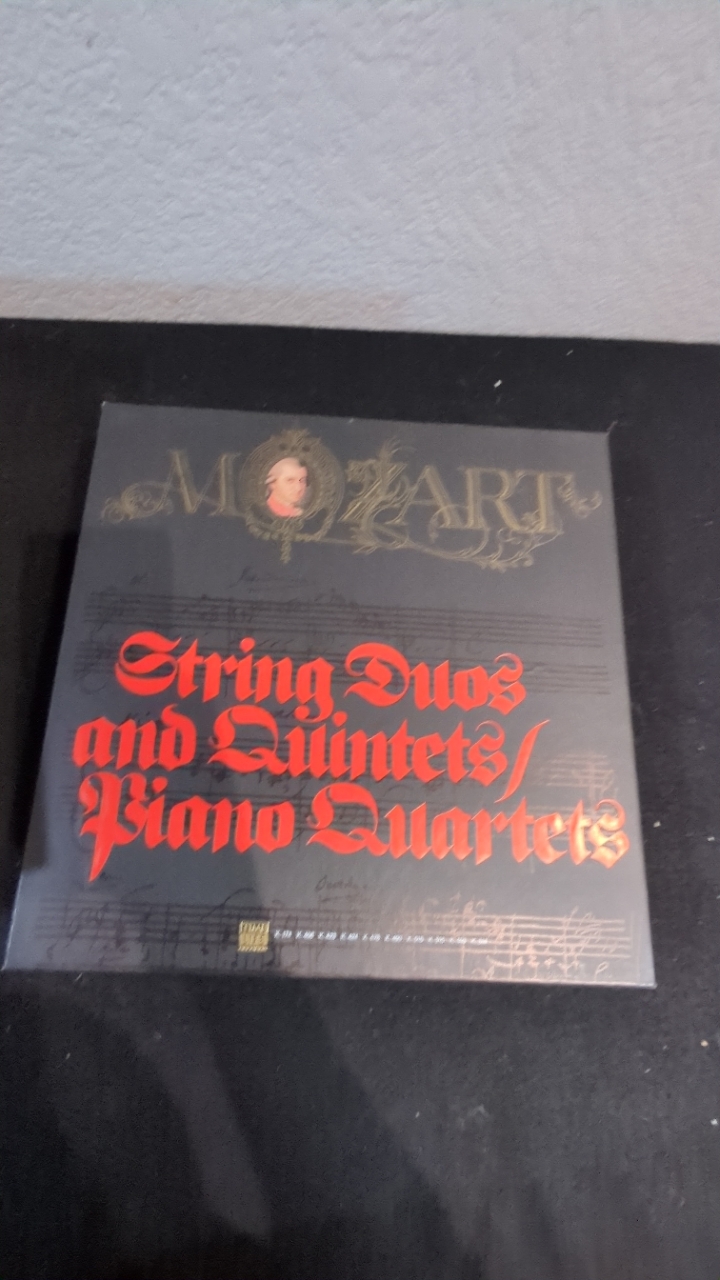 MOZART
String Duos
and Quintets/
Piano Quartets